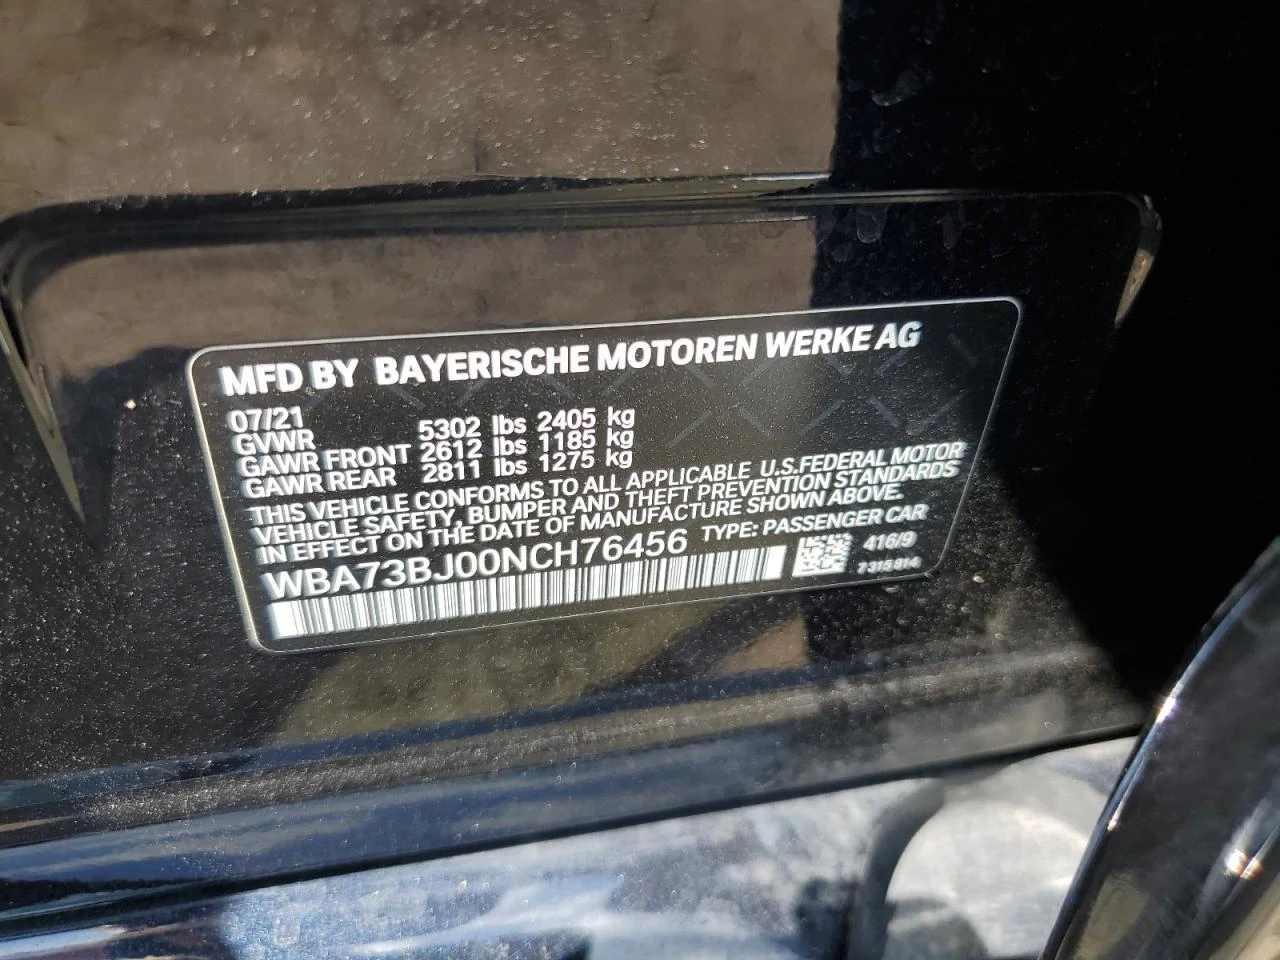 MFD BY BAYERISCHE MOTOREN WERKE AG
07/21
GVWR 5302 lbs 2405 kg
GAWR FRONT 2612 lbs 1185 kg
GAWR REAR 2811 lbs 1275 kg
THIS VEHICLE CONFORMS TO ALL APPLICABLE U.S.FEDERAL MOTOR
VEHICLE SAFETY, BUMPER AND THEFT PREVENTION STANDARDS
IN EFFECT ON THE DATE OF MANUFACTURE SHOWN ABOVE.
WBA73BJ00NCH76456 TYPE: PASSENGER CAR
416/9
7315814